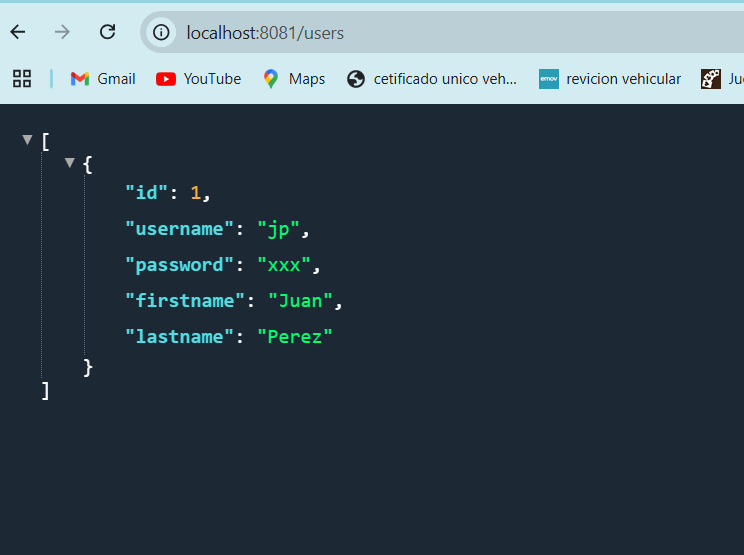 localhost:8081/users
Gmail YouTube Maps cetificado unico veh... emov revicion vehicular
[
{
"id": 1,
"username": "jp",
"password": "xxx",
"firstname": "Juan",
"lastname": "Perez"
}
]